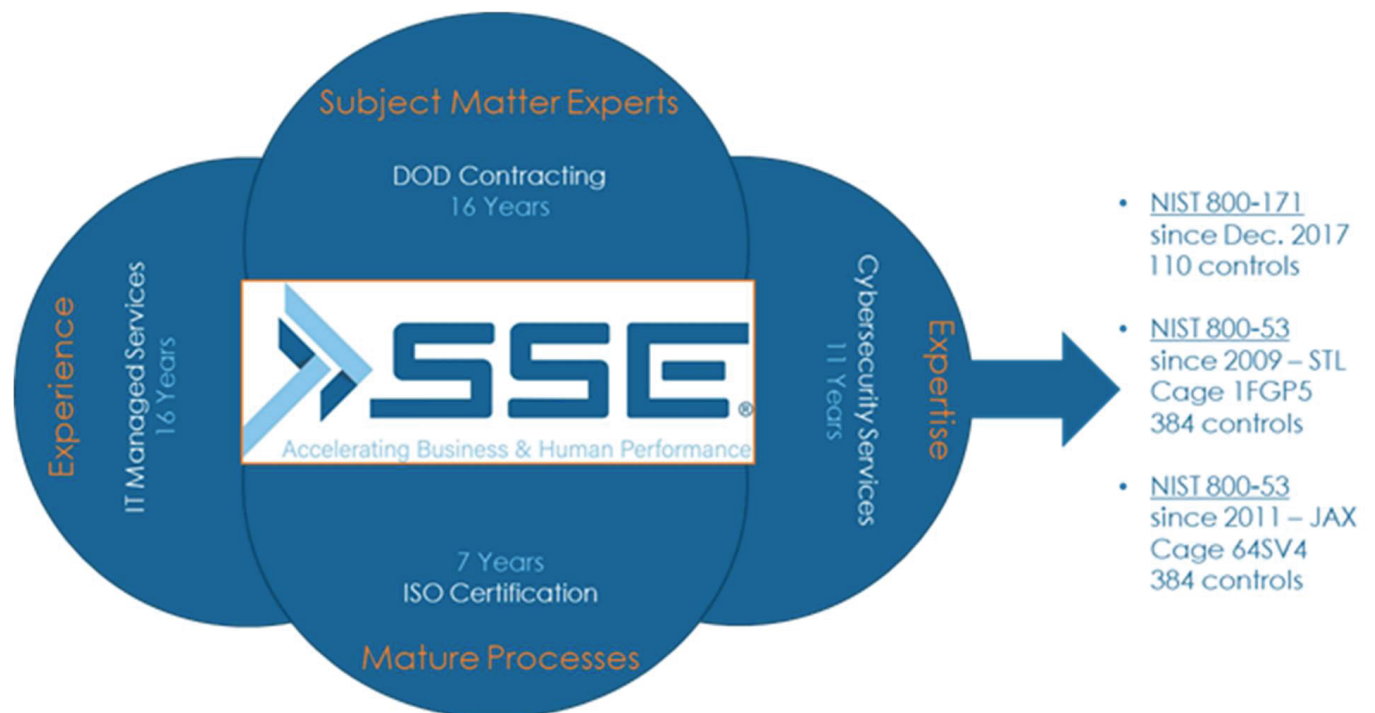 Subject Matter Experts
DOD Contracting
16 Years
Experience
IT Managed Services
16 Years
SSE®
Accelerating Business & Human Performance
Cybersecurity Services
11 Years
Expertise
7 Years
ISO Certification
Mature Processes
• NIST 800-171
since Dec. 2017
110 controls
• NIST 800-53
since 2009 – STL
Cage 1FGP5
384 controls
• NIST 800-53
since 2011 – JAX
Cage 64SV4
384 controls